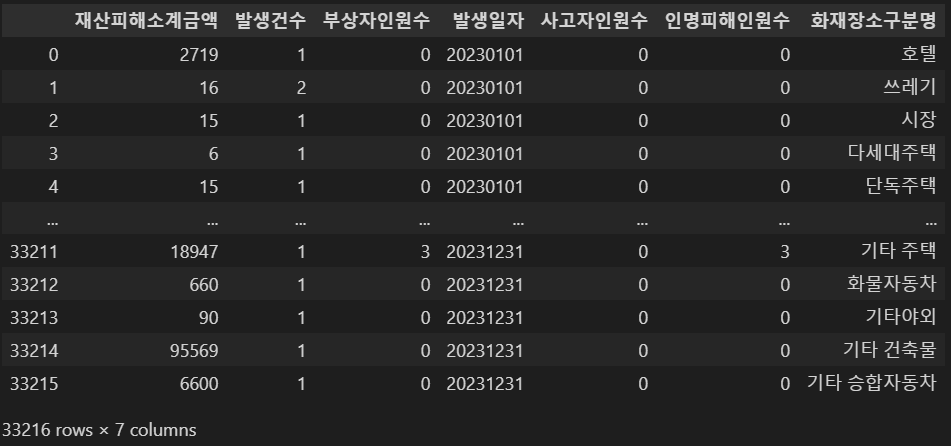 재산피해소계금액 발생건수 부상자인원수 발생일자 사고자인원수 인명피해인원수 화재장소구분명
0 2719 1 0 20230101 0 0 호텔
1 16 2 0 20230101 0 0 쓰레기
2 15 1 0 20230101 0 0 시장
3 6 1 0 20230101 0 0 다세대주택
4 15 1 0 20230101 0 0 단독주택
... ... ... ... ... ... ... ...
33211 18947 1 3 20231231 0 3 기타 주택
33212 660 1 0 20231231 0 0 화물자동차
33213 90 1 0 20231231 0 0 기타야외
33214 95569 1 0 20231231 0 0 기타 건축물
33215 6600 1 0 20231231 0 0 기타 승합자동차
33216 rows × 7 columns